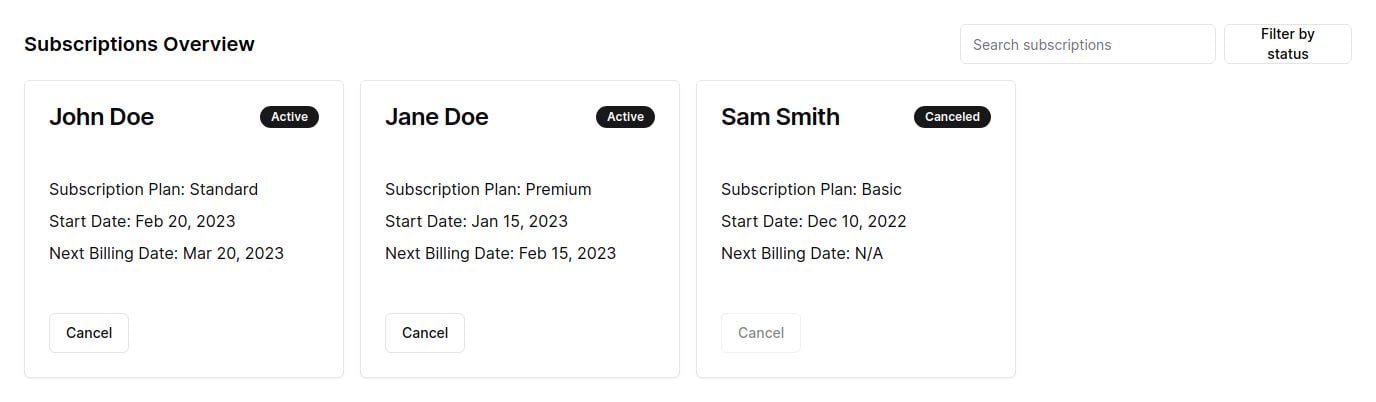 Subscriptions Overview
Search subscriptions
Filter by
status
John Doe
Active
Subscription Plan: Standard
Start Date: Feb 20, 2023
Next Billing Date: Mar 20, 2023
Cancel
Jane Doe
Active
Subscription Plan: Premium
Start Date: Jan 15, 2023
Next Billing Date: Feb 15, 2023
Cancel
Sam Smith
Canceled
Subscription Plan: Basic
Start Date: Dec 10, 2022
Next Billing Date: N/A
Cancel